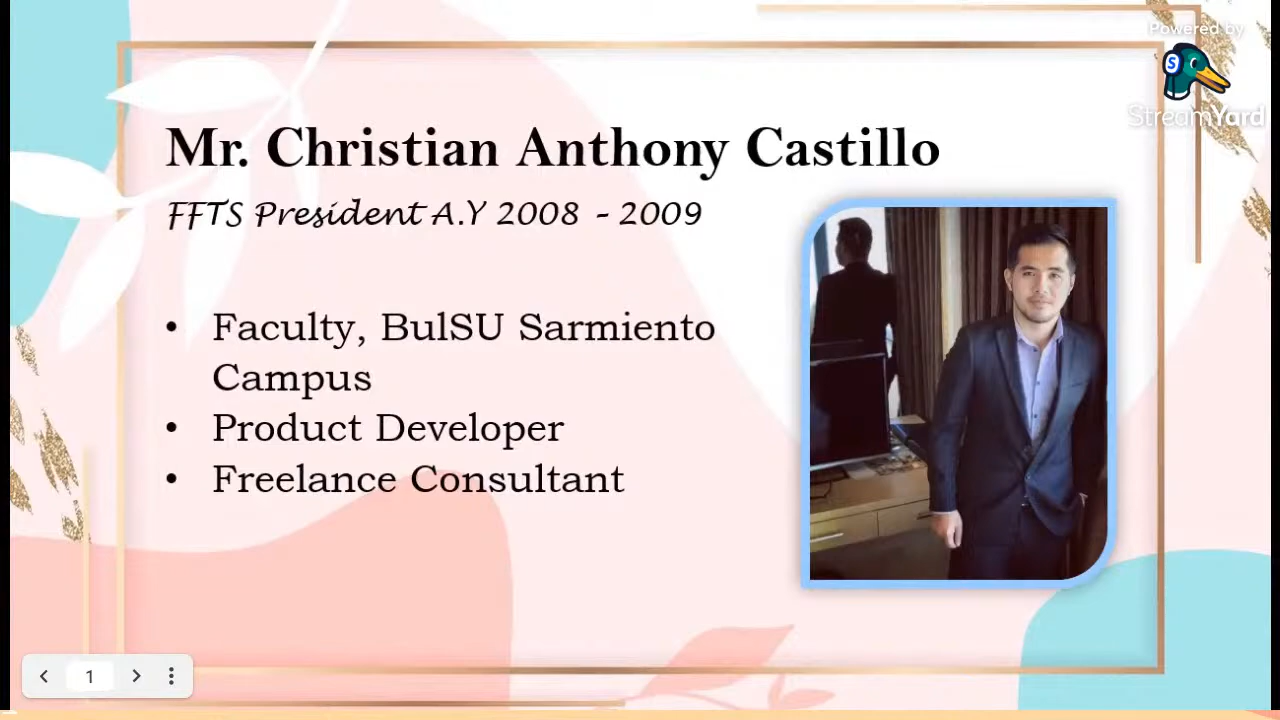 Powered by
S
StreamYard
Mr. Christian Anthony Castillo
FFTS President A.Y 2008 – 2009
• Faculty, BulSU Sarmiento
Campus
• Product Developer
• Freelance Consultant
1